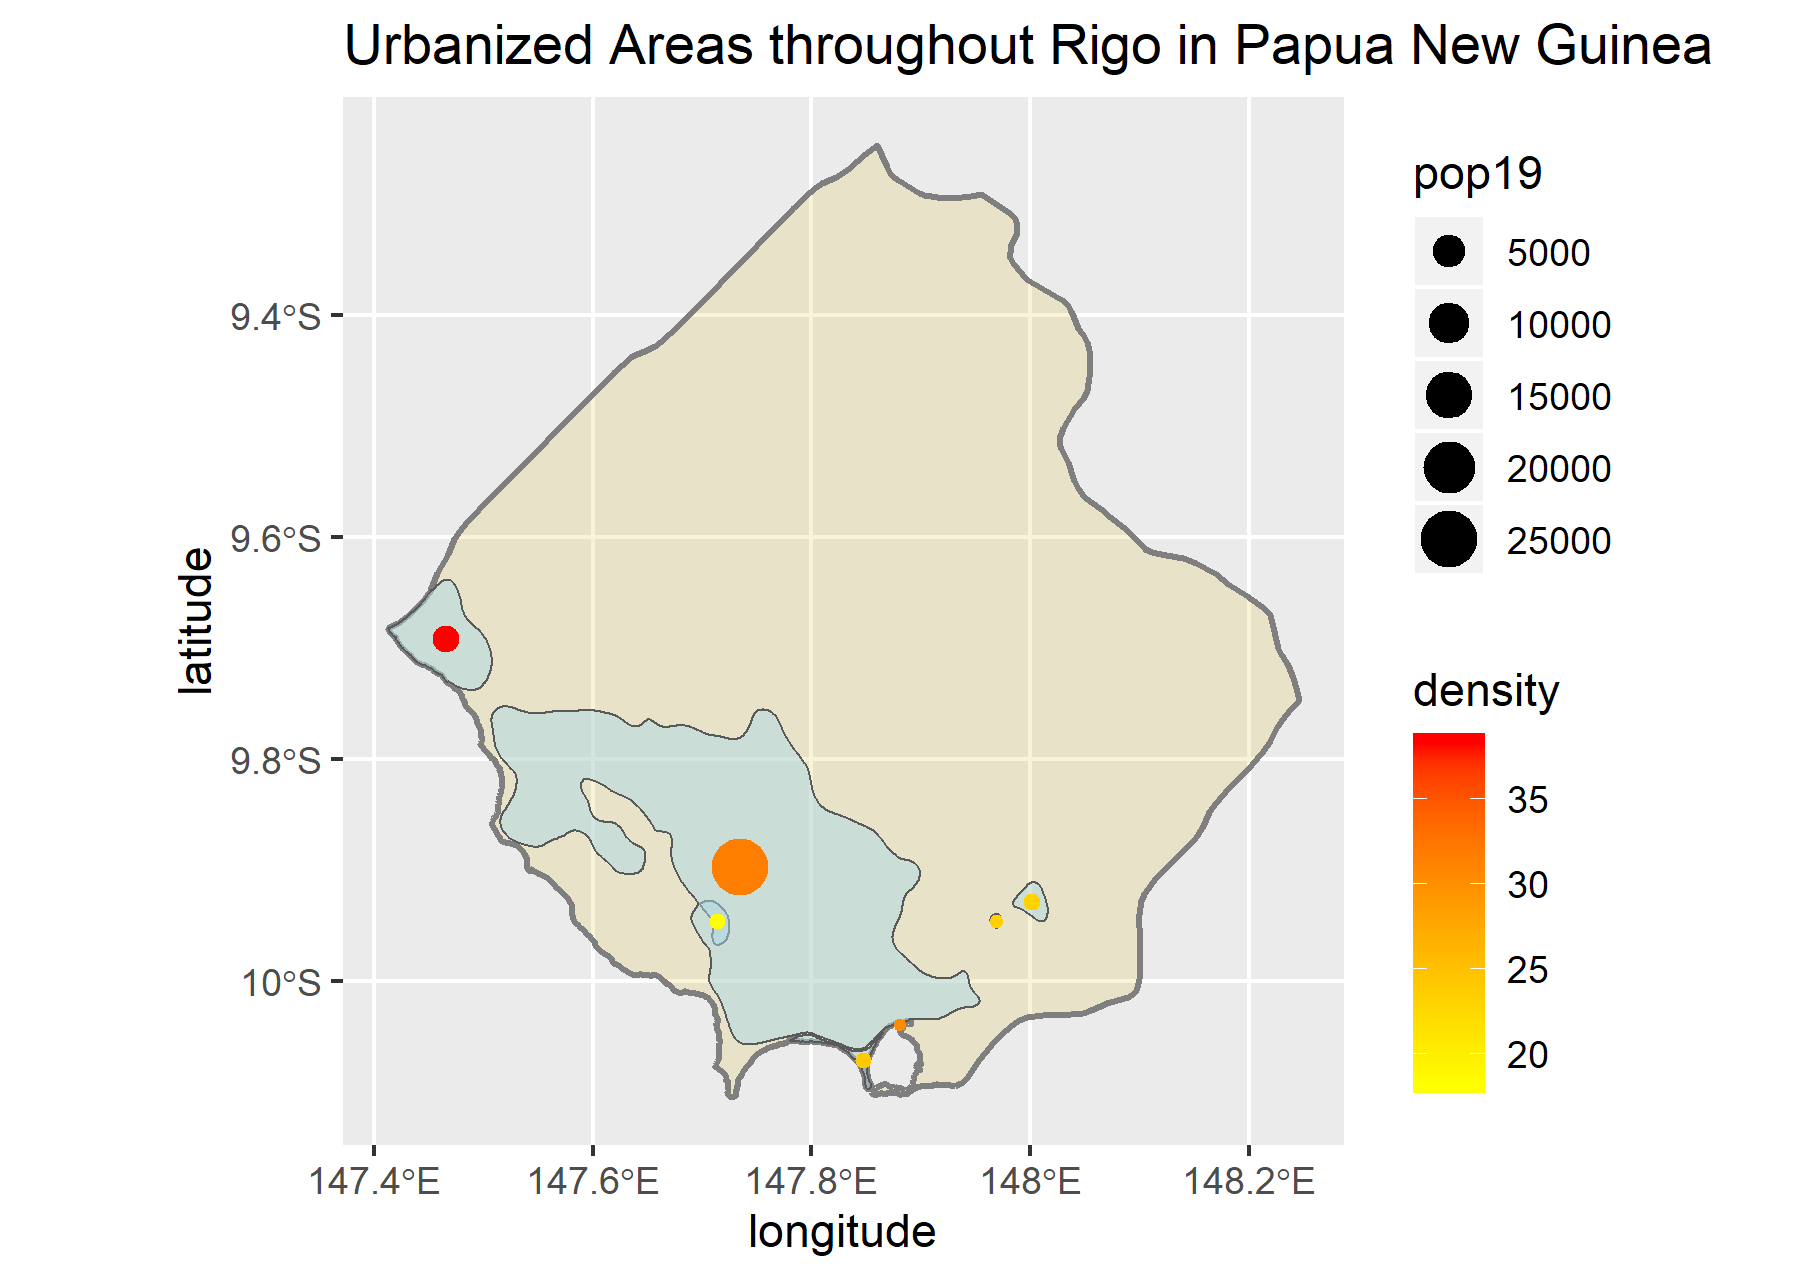 Urbanized Areas throughout Rigo in Papua New Guinea
pop19
5000
10000
15000
20000
25000
density
35
30
25
20
latitude
9.4°S
9.6°S
9.8°S
10°S
147.4°E
147.6°E
147.8°E
148°E
148.2°E
longitude